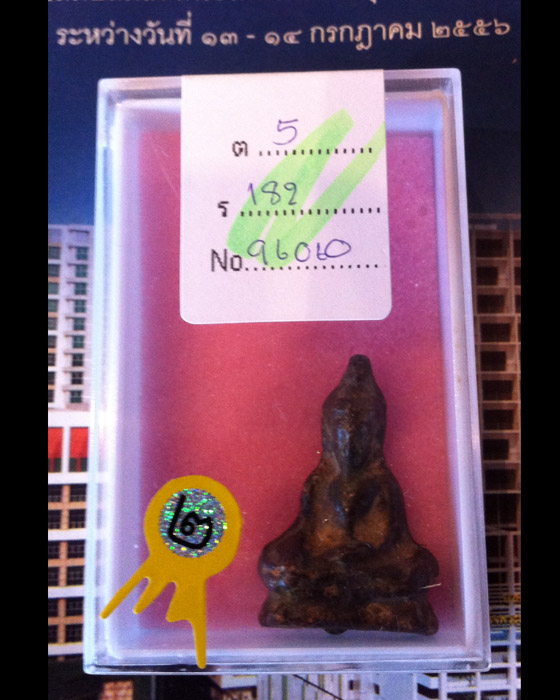 ระหว่างวันที่ ๑๓ - ๑๔ กรกฎาคม ๒๕๕๖
ต 5
ร 182
No. 96060
๒